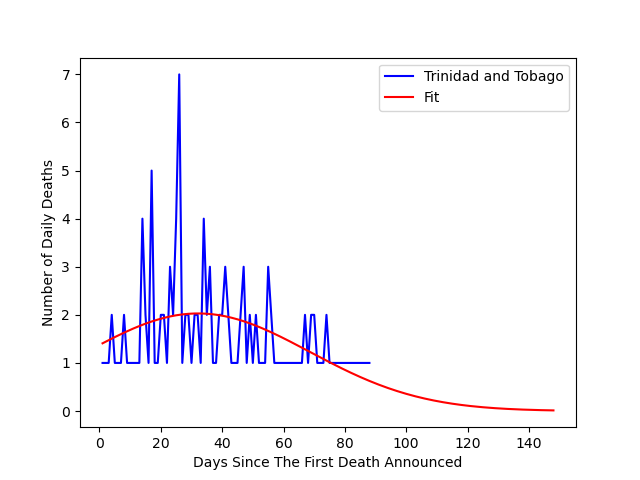 Trinidad and Tobago
Fit
7
6
5
4
3
2
1
0
Number of Daily Deaths
0 20 40 60 80 100 120 140
Days Since The First Death Announced